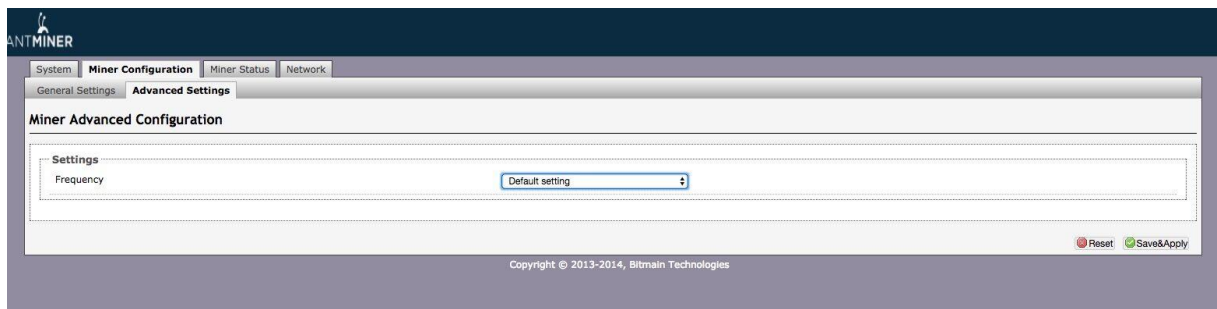 ANTMINER
System Miner Configuration Miner Status Network
General Settings Advanced Settings
Miner Advanced Configuration
Settings
Frequency Default setting
Reset Save&Apply
Copyright © 2013-2014, Bitmain Technologies